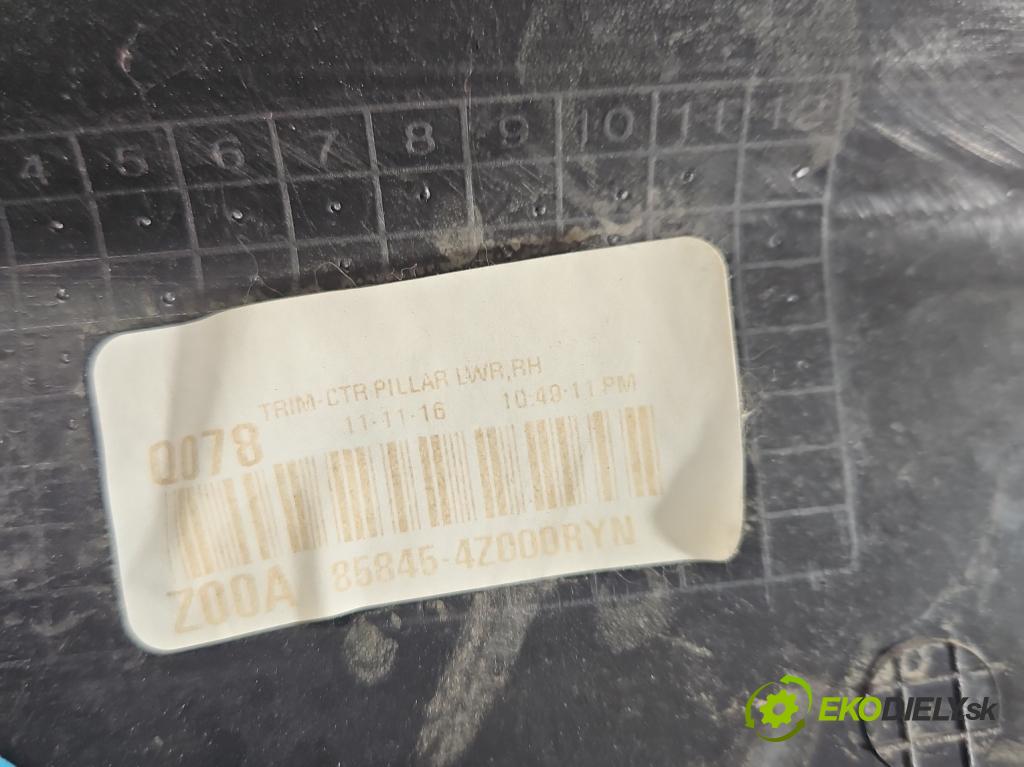 4 5 6 7 8 9 10 11 12
TRIM-CTR PILLAR LWR,RH
11-11-16 10:49:11 PM
Q078
Z00A 85845-4Z000RYN
EKODIELY.sk